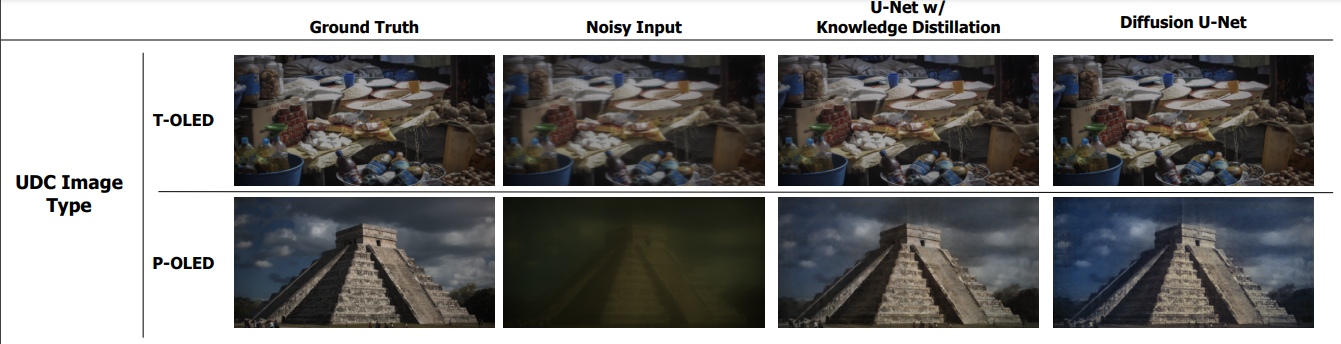 Ground Truth
Noisy Input
U-Net w/
Knowledge Distillation
Diffusion U-Net
UDC Image
Type
T-OLED
P-OLED